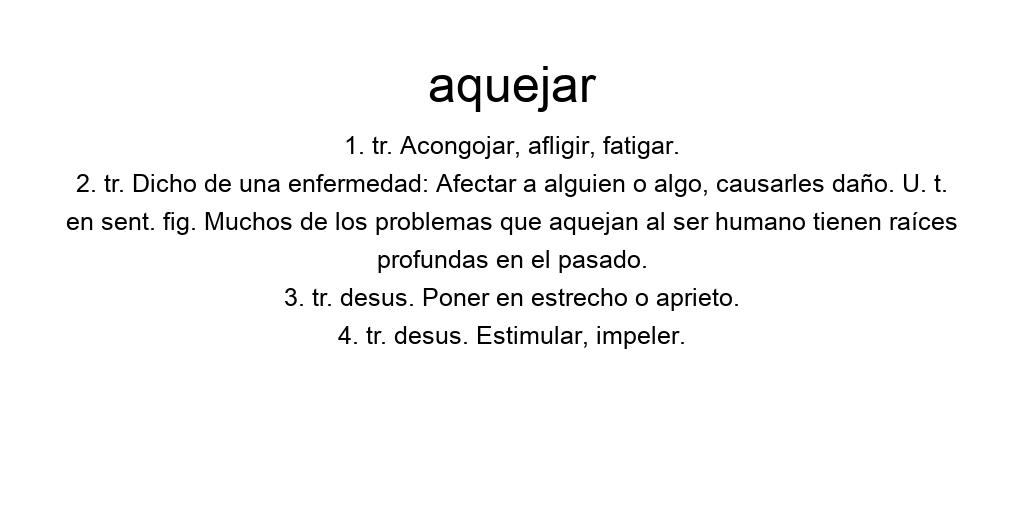 aquejar
1. tr. Acongojar, afligir, fatigar.
2. tr. Dicho de una enfermedad: Afectar a alguien o algo, causarles daño. U. t.
en sent. fig. Muchos de los problemas que aquejan al ser humano tienen raíces
profundas en el pasado.
3. tr. desus. Poner en estrecho o aprieto.
4. tr. desus. Estimular, impeler.